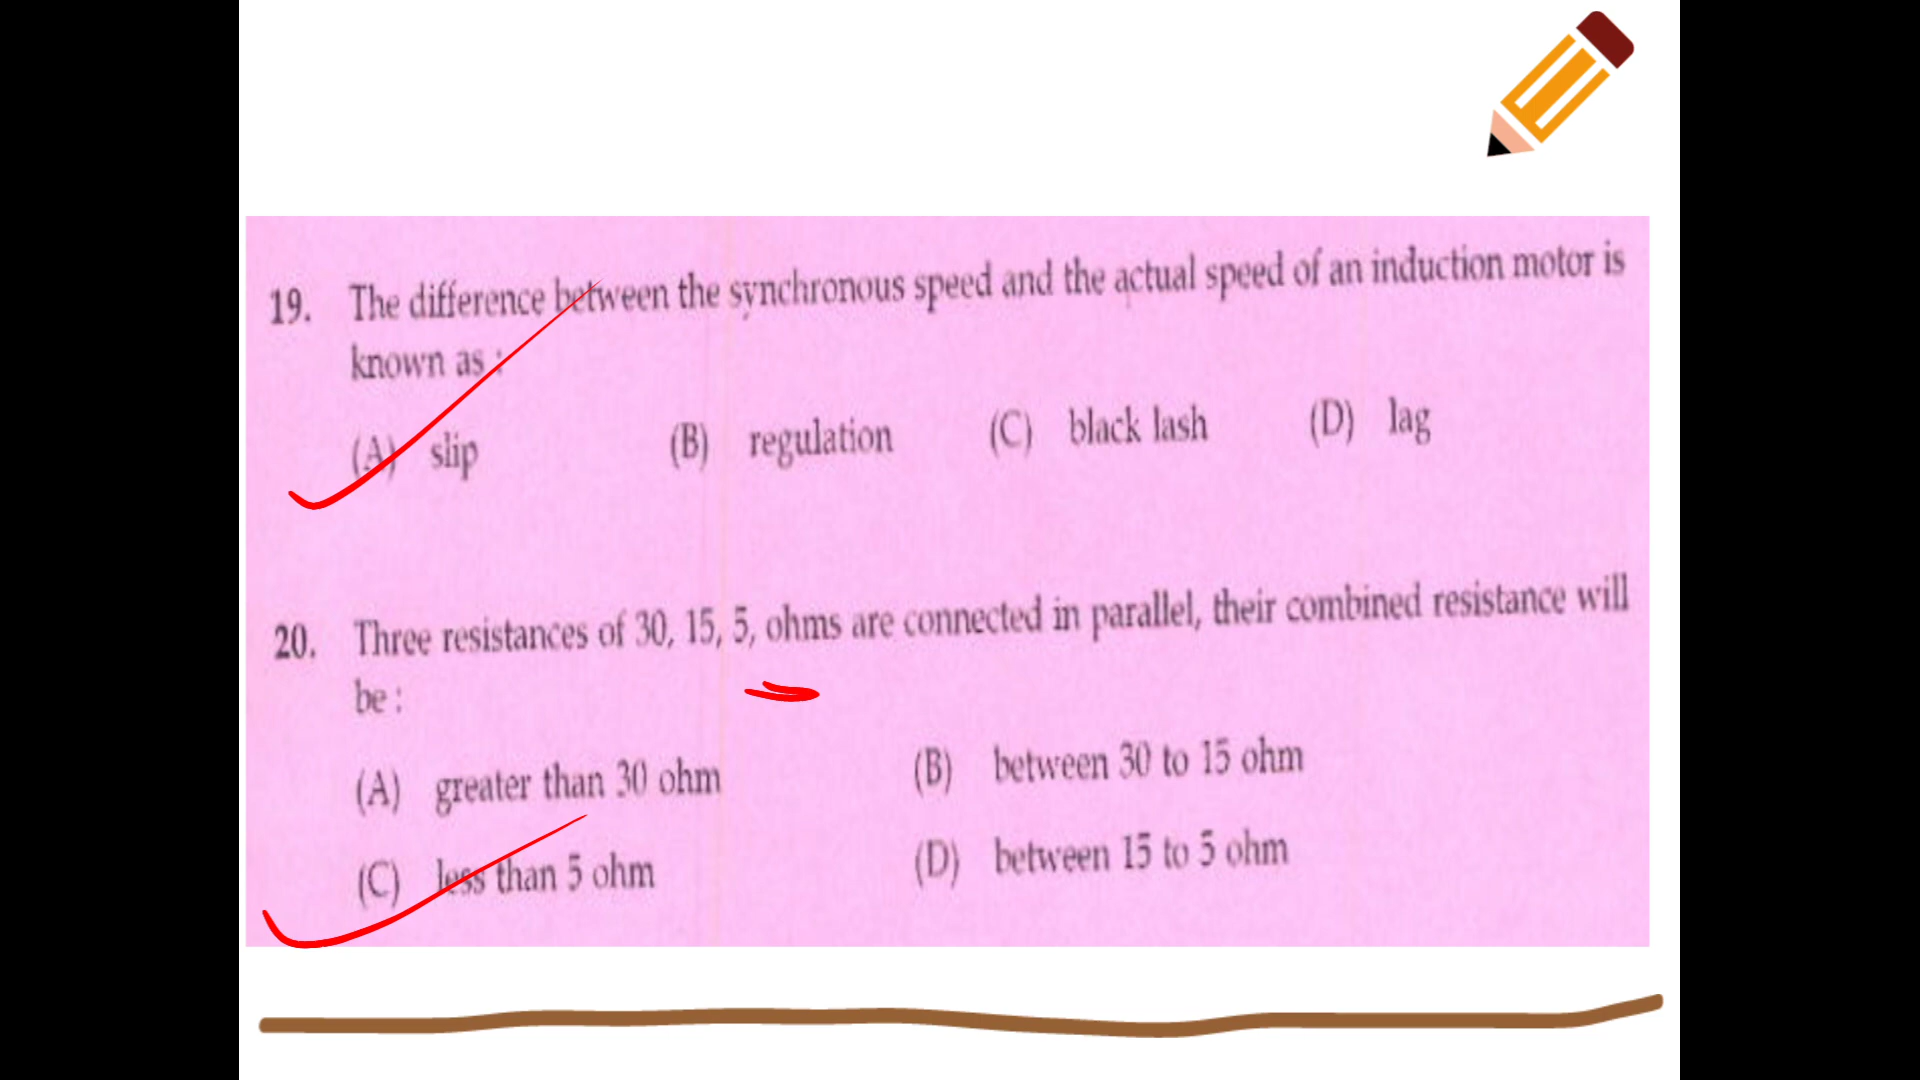 19. The difference between the synchronous speed and the actual speed of an induction motor is
known as :
(A) slip (B) regulation (C) black lash (D) lag
20. Three resistances of 30, 15, 5, ohms are connected in parallel, their combined resistance will
be :
(A) greater than 30 ohm (B) between 30 to 15 ohm
(C) less than 5 ohm (D) between 15 to 5 ohm